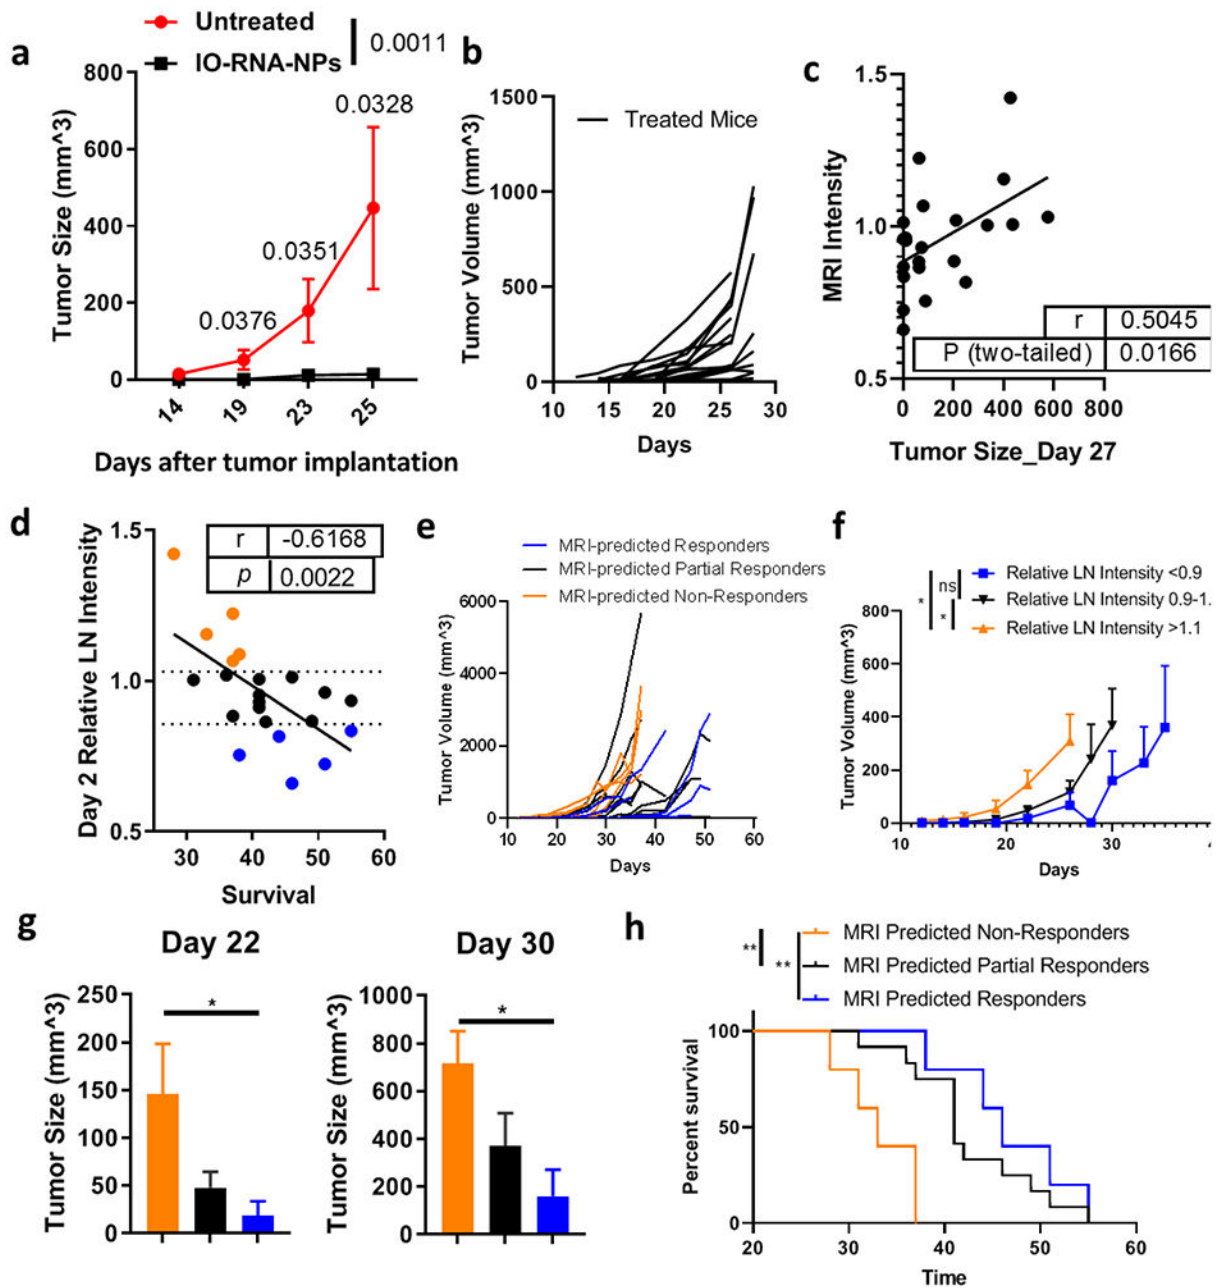 a
Untreated
IO-RNA-NPs
0.0011
Tumor Size (mm^3)
800
600
400
200
0
0.0376
0.0351
0.0328
14 19 23 25
Days after tumor implantation
b
Tumor Volume (mm^3)
1500
1000
500
0
Treated Mice
10 15 20 25 30
Days
c
MRI Intensity
1.5
1.0
0.5
r 0.5045
P (two-tailed) 0.0166
0 200 400 600 800
Tumor Size_Day 27
d
Day 2 Relative LN Intensity
1.5
1.0
0.5
r -0.6168
p 0.0022
30 40 50 60
Survival
e
MRI-predicted Responders
MRI-predicted Partial Responders
MRI-predicted Non-Responders
Tumor Volume (mm^3)
6000
4000
2000
0
10 20 30 40 50 60
Days
f
* ns *
Relative LN Intensity <0.9
Relative LN Intensity 0.9-1.
Relative LN Intensity >1.1
Tumor Volume (mm^3)
800
600
400
200
0
10 20 30
Days
g
Day 22
Tumor Size (mm^3)
250
200
150
100
50
0
*
Day 30
Tumor Size (mm^3)
1000
800
600
400
200
0
*
h
** **
MRI Predicted Non-Responders
MRI Predicted Partial Responders
MRI Predicted Responders
Percent survival
100
50
0
20 30 40 50 60
Time